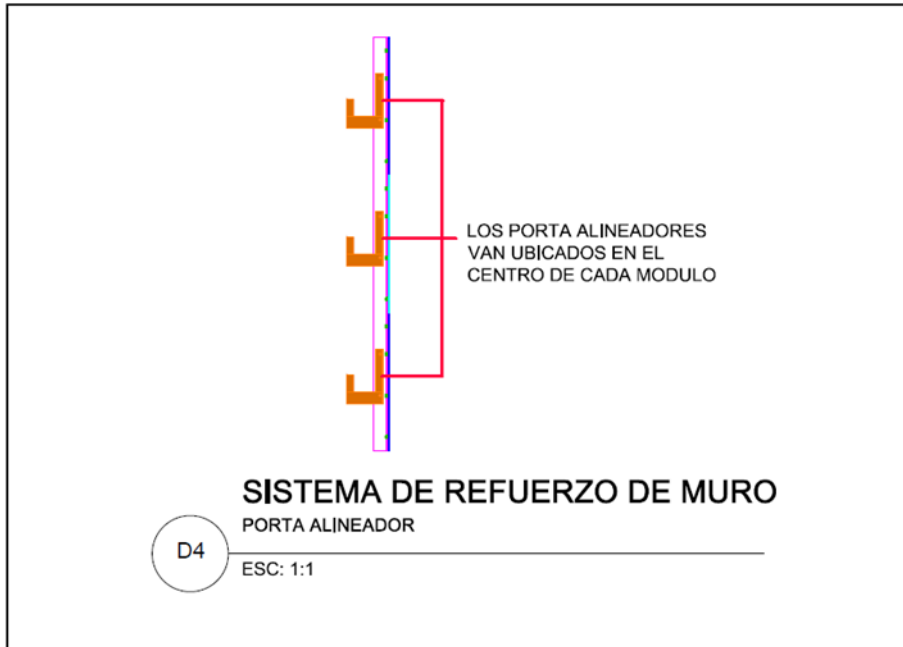 LOS PORTA ALINEADORES
VAN UBICADOS EN EL
CENTRO DE CADA MODULO
SISTEMA DE REFUERZO DE MURO
PORTA ALINEADOR
D4
ESC: 1:1